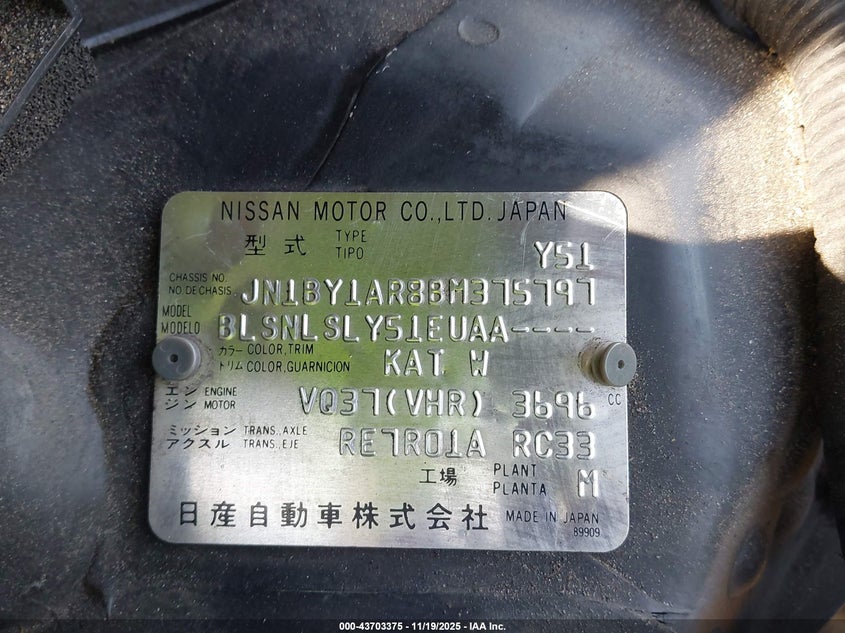 NISSAN MOTOR CO.,LTD. JAPAN
型式 TYPE TIPO Y51
CHASSIS NO. NO.DE CHASIS. JN1BY1AR8BM375797
MODEL MODELO BLSNLSLY51EUAA-----
カラー COLOR,TRIM
トリム COLOR,GUARNICION KAT W
エンジン ENGINE MOTOR VQ37(VHR) 3696 CC
ミッション TRANS.,AXLE
アクスル TRANS.,EJE RE7R01A RC33
工場 PLANT PLANTA M
日産自動車株式会社 MADE IN JAPAN
89909
000-43703375 - 11/19/2025 - IAA Inc.